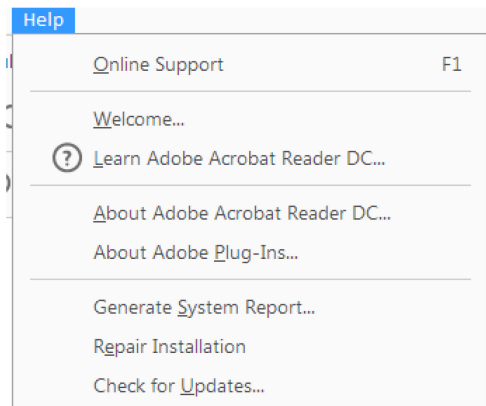 Help
Online Support F1
Welcome...
Learn Adobe Acrobat Reader DC...
About Adobe Acrobat Reader DC...
About Adobe Plug-Ins...
Generate System Report...
Repair Installation
Check for Updates...